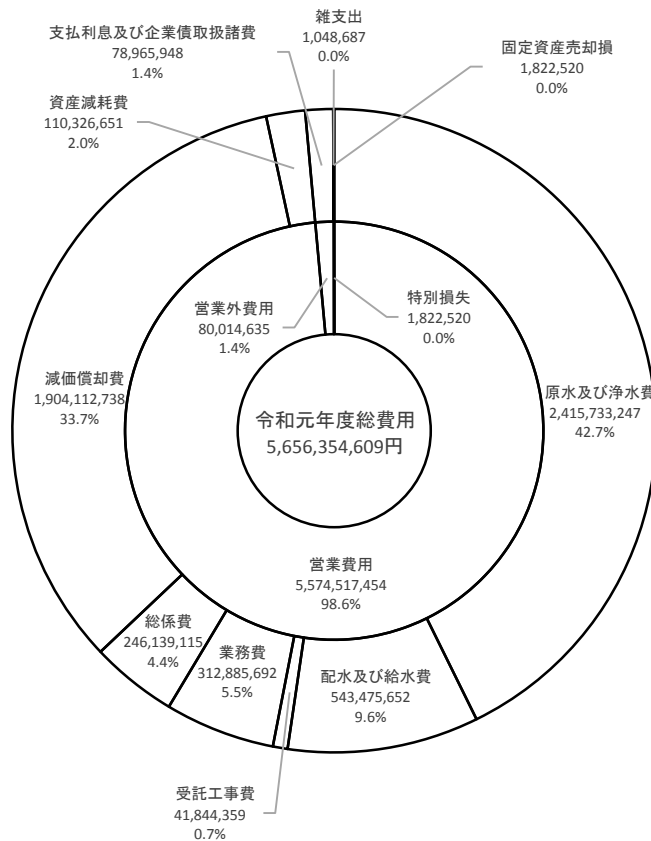 雑支出
1,048,687
0.0%
支払利息及び企業債取扱諸費
78,965,948
1.4%
固定資産売却損
1,822,520
0.0%
資産減耗費
110,326,651
2.0%
営業外費用
80,014,635
1.4%
特別損失
1,822,520
0.0%
減価償却費
1,904,112,738
33.7%
原水及び浄水費
2,415,733,247
42.7%
令和元年度総費用
5,656,354,609円
営業費用
5,574,517,454
98.6%
総係費
246,139,115
4.4%
業務費
312,885,692
5.5%
配水及び給水費
543,475,652
9.6%
受託工事費
41,844,359
0.7%